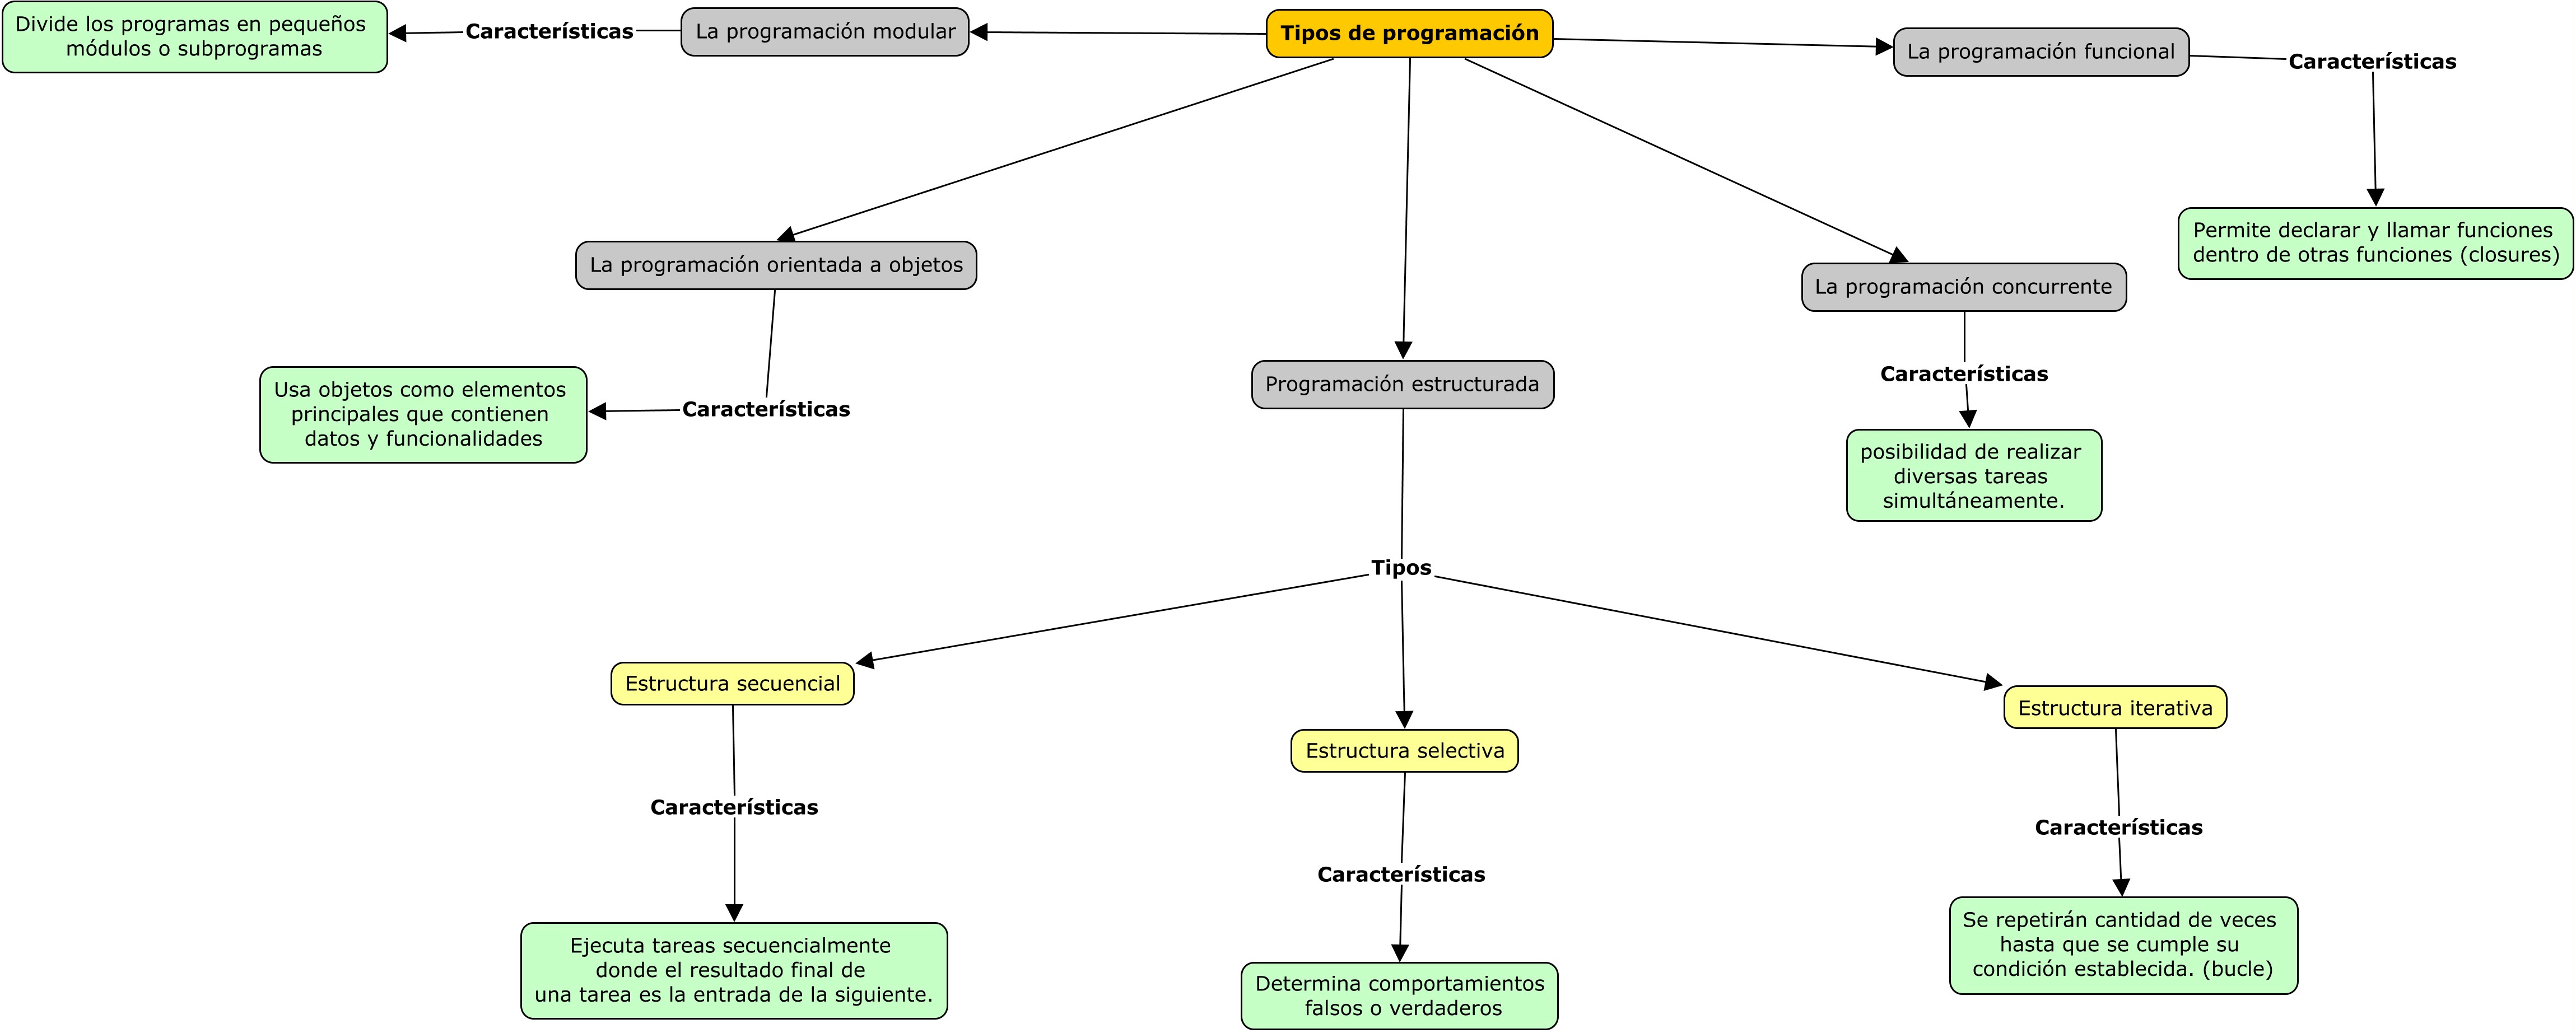 Divide los programas en pequeños
módulos o subprogramas
Características
La programación modular
Tipos de programación
La programación funcional
Características
Permite declarar y llamar funciones
dentro de otras funciones (closures)
La programación orientada a objetos
La programación concurrente
Usa objetos como elementos
principales que contienen
datos y funcionalidades
Características
Programación estructurada
Características
posibilidad de realizar
diversas tareas
simultáneamente.
Tipos
Estructura secuencial
Estructura selectiva
Estructura iterativa
Características
Características
Características
Ejecuta tareas secuencialmente
donde el resultado final de
una tarea es la entrada de la siguiente.
Determina comportamientos
falsos o verdaderos
Se repetirán cantidad de veces
hasta que se cumple su
condición establecida. (bucle)